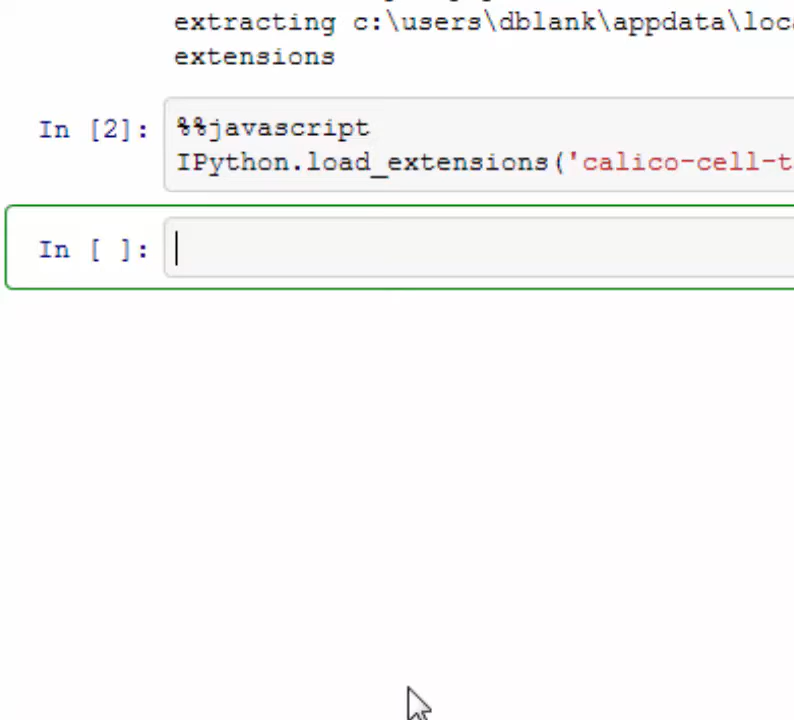 extracting c:\users\dblank\appdata\loc
extensions
In [2]: %%javascript
IPython.load_extensions('calico-cell-t
In [ ]: